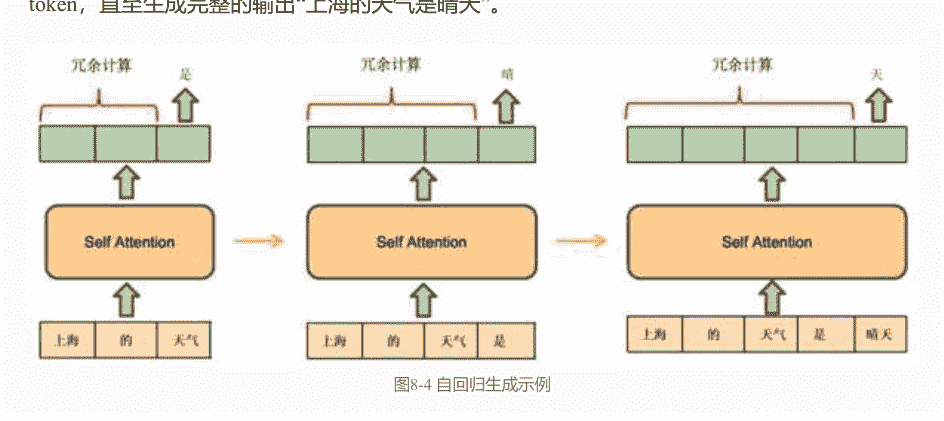 token，直至生成完整的输出“上海的天气是晴天”。
冗余计算 是 冗余计算 晴 冗余计算 天
Self Attention Self Attention Self Attention
上海 的 天气 上海 的 天气 是 上海 的 天气 是 晴天
图8-4 自回归生成示例